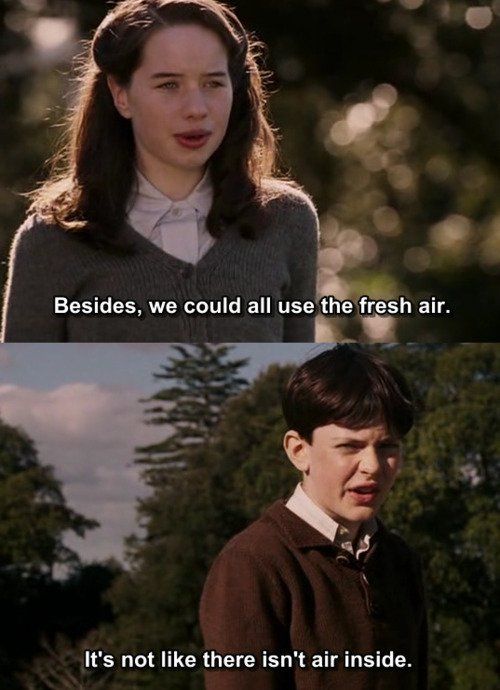 Besides, we could all use the fresh air.
It's not like there isn't air inside.